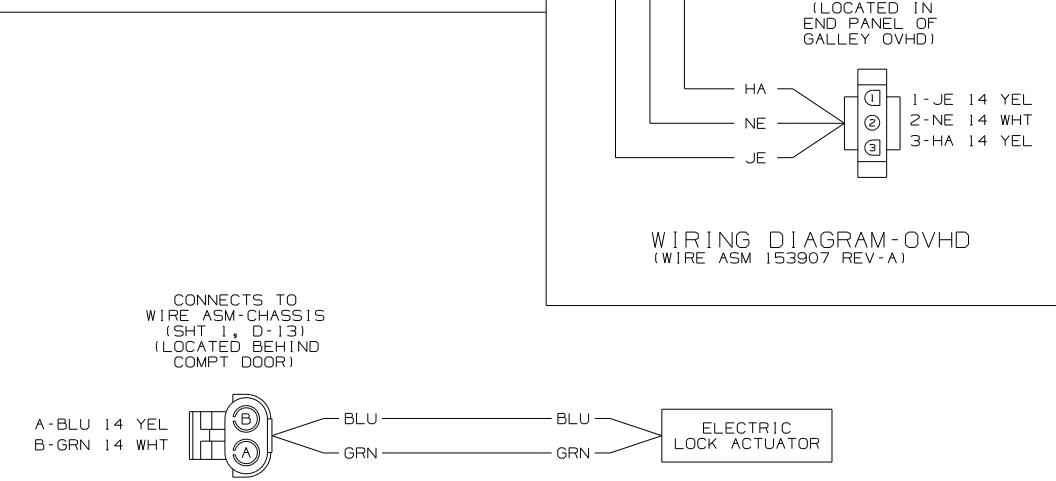 (LOCATED IN
END PANEL OF
GALLEY OVHD)
HA
NE
JE
1
2
3
1-JE 14 YEL
2-NE 14 WHT
3-HA 14 YEL
WIRING DIAGRAM-OVHD
(WIRE ASM 153907 REV-A)
CONNECTS TO
WIRE ASM-CHASSIS
(SHT 1, D-13)
(LOCATED BEHIND
COMPT DOOR)
A-BLU 14 YEL
B-GRN 14 WHT
B
A
BLU
GRN
BLU
GRN
ELECTRIC
LOCK ACTUATOR